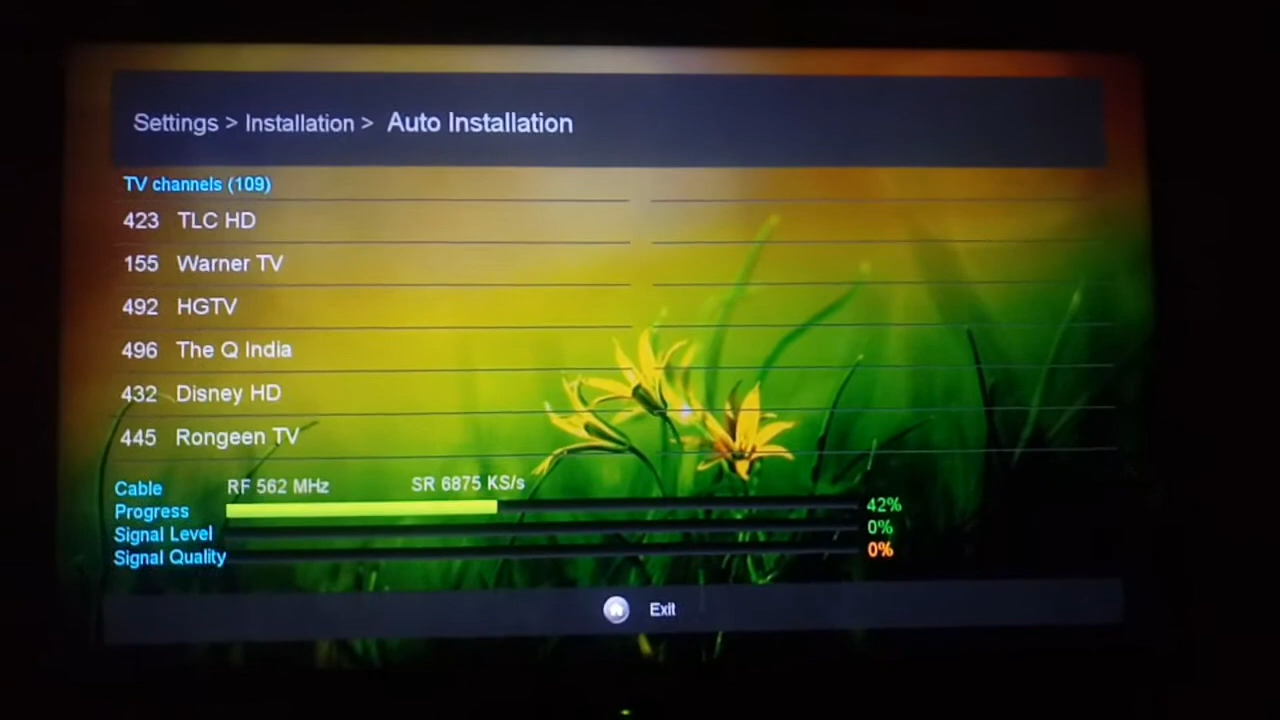 Settings > Installation > Auto Installation
TV channels (109)
423 TLC HD
155 Warner TV
492 HGTV
496 The Q India
432 Disney HD
445 Rongeen TV
Cable RF 562 MHz SR 6875 KS/s
Progress 42%
Signal Level 0%
Signal Quality 0%
Exit